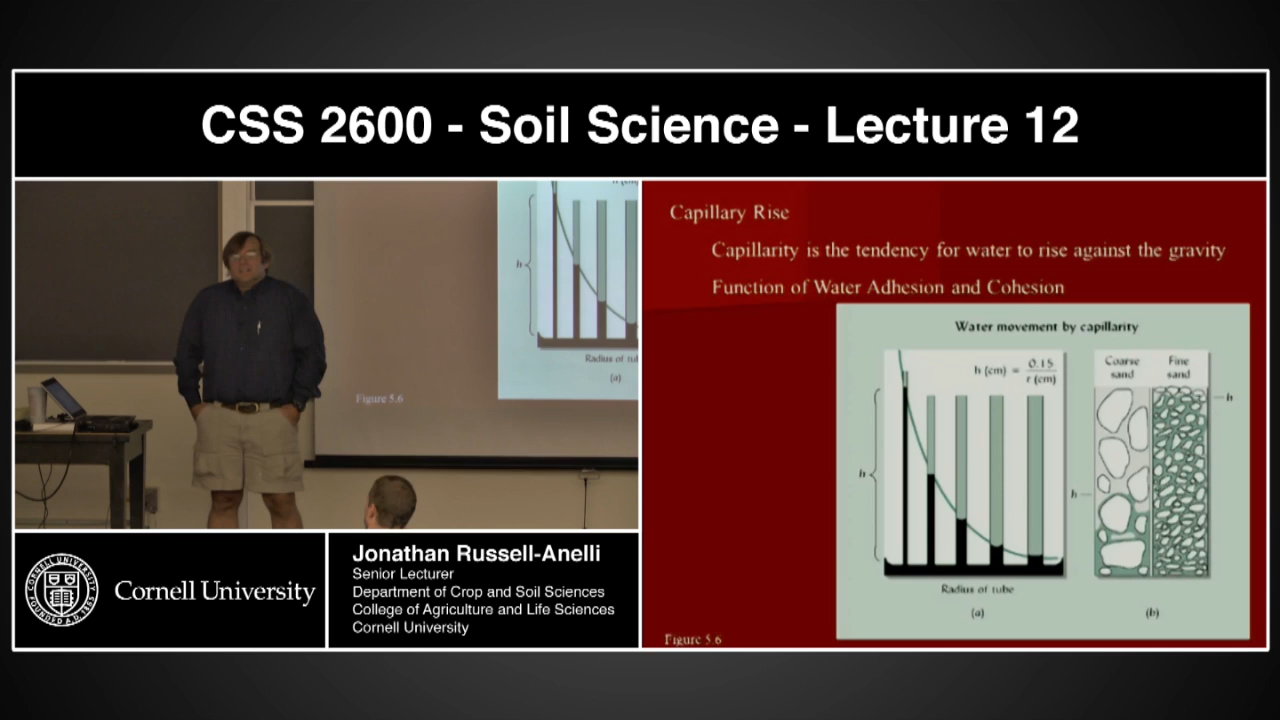 CSS 2600 - Soil Science - Lecture 12
h
Radius of tu
(a)
Figure 5.6
Cornell University
Jonathan Russell-Anelli
Senior Lecturer
Department of Crop and Soil Sciences
College of Agriculture and Life Sciences
Cornell University
Capillary Rise
Capillarity is the tendency for water to rise against the gravity
Function of Water Adhesion and Cohesion
Water movement by capillarity
h (cm) = 0.15
r (cm)
h
Radius of tube
(a)
Coarse sand
Fine sand
h
h
(b)
Figure 5.6